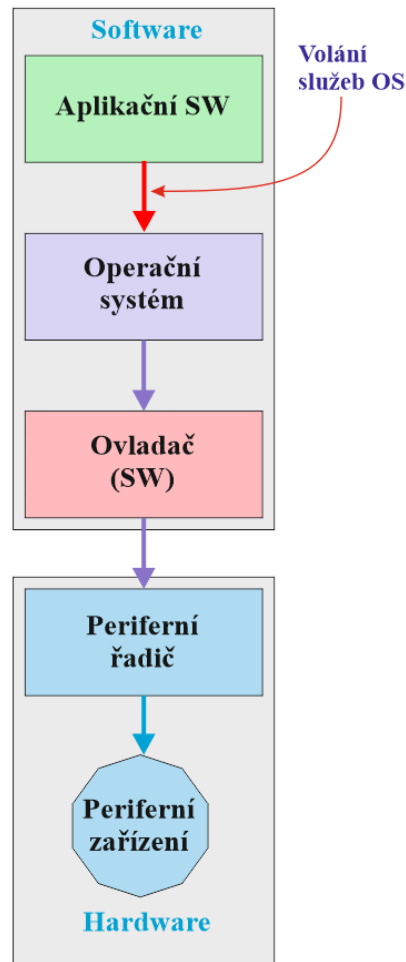 Software
Volání
služeb OS
Aplikační SW
Operační
systém
Ovladač
(SW)
Periferní
řadič
Periferní
zařízení
Hardware